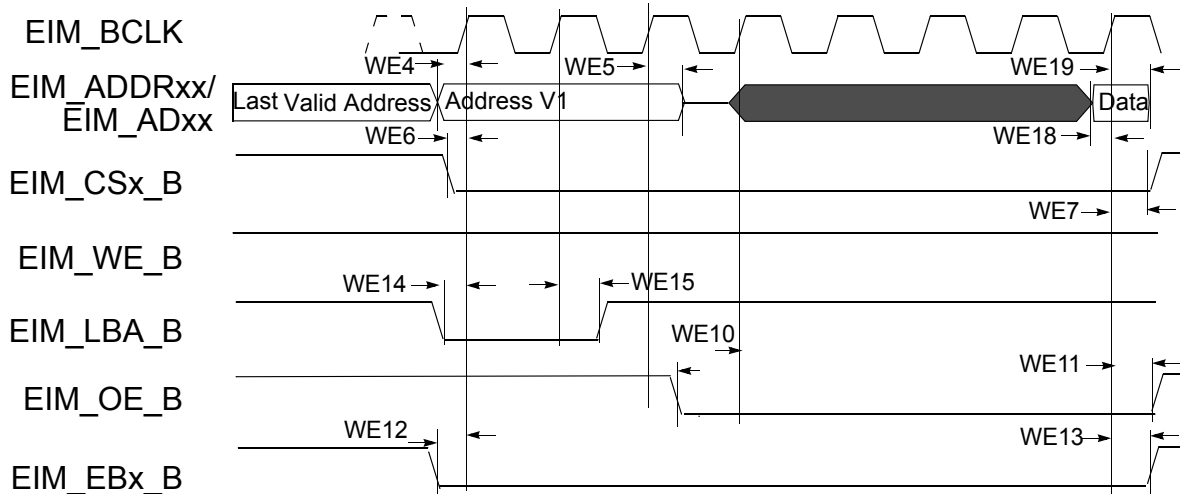 EIM_BCLK
WE4
WE5
WE19
EIM_ADDRxx/
EIM_ADxx
Last Valid Address
Address V1
Data
WE6
WE18
EIM_CSx_B
WE7
EIM_WE_B
WE14
WE15
EIM_LBA_B
WE10
WE11
EIM_OE_B
WE12
WE13
EIM_EBx_B